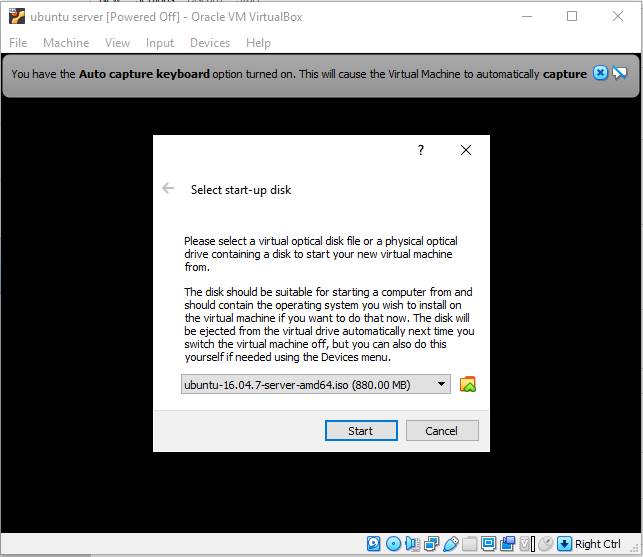 ubuntu server [Powered Off] - Oracle VM VirtualBox
File Machine View Input Devices Help
You have the Auto capture keyboard option turned on. This will cause the Virtual Machine to automatically capture
?
Select start-up disk
Please select a virtual optical disk file or a physical optical
drive containing a disk to start your new virtual machine
from.
The disk should be suitable for starting a computer from and
should contain the operating system you wish to install on
the virtual machine if you want to do that now. The disk will
be ejected from the virtual drive automatically next time you
switch the virtual machine off, but you can also do this
yourself if needed using the Devices menu.
ubuntu-16.04.7-server-amd64.iso (880.00 MB)
Start Cancel
Right Ctrl